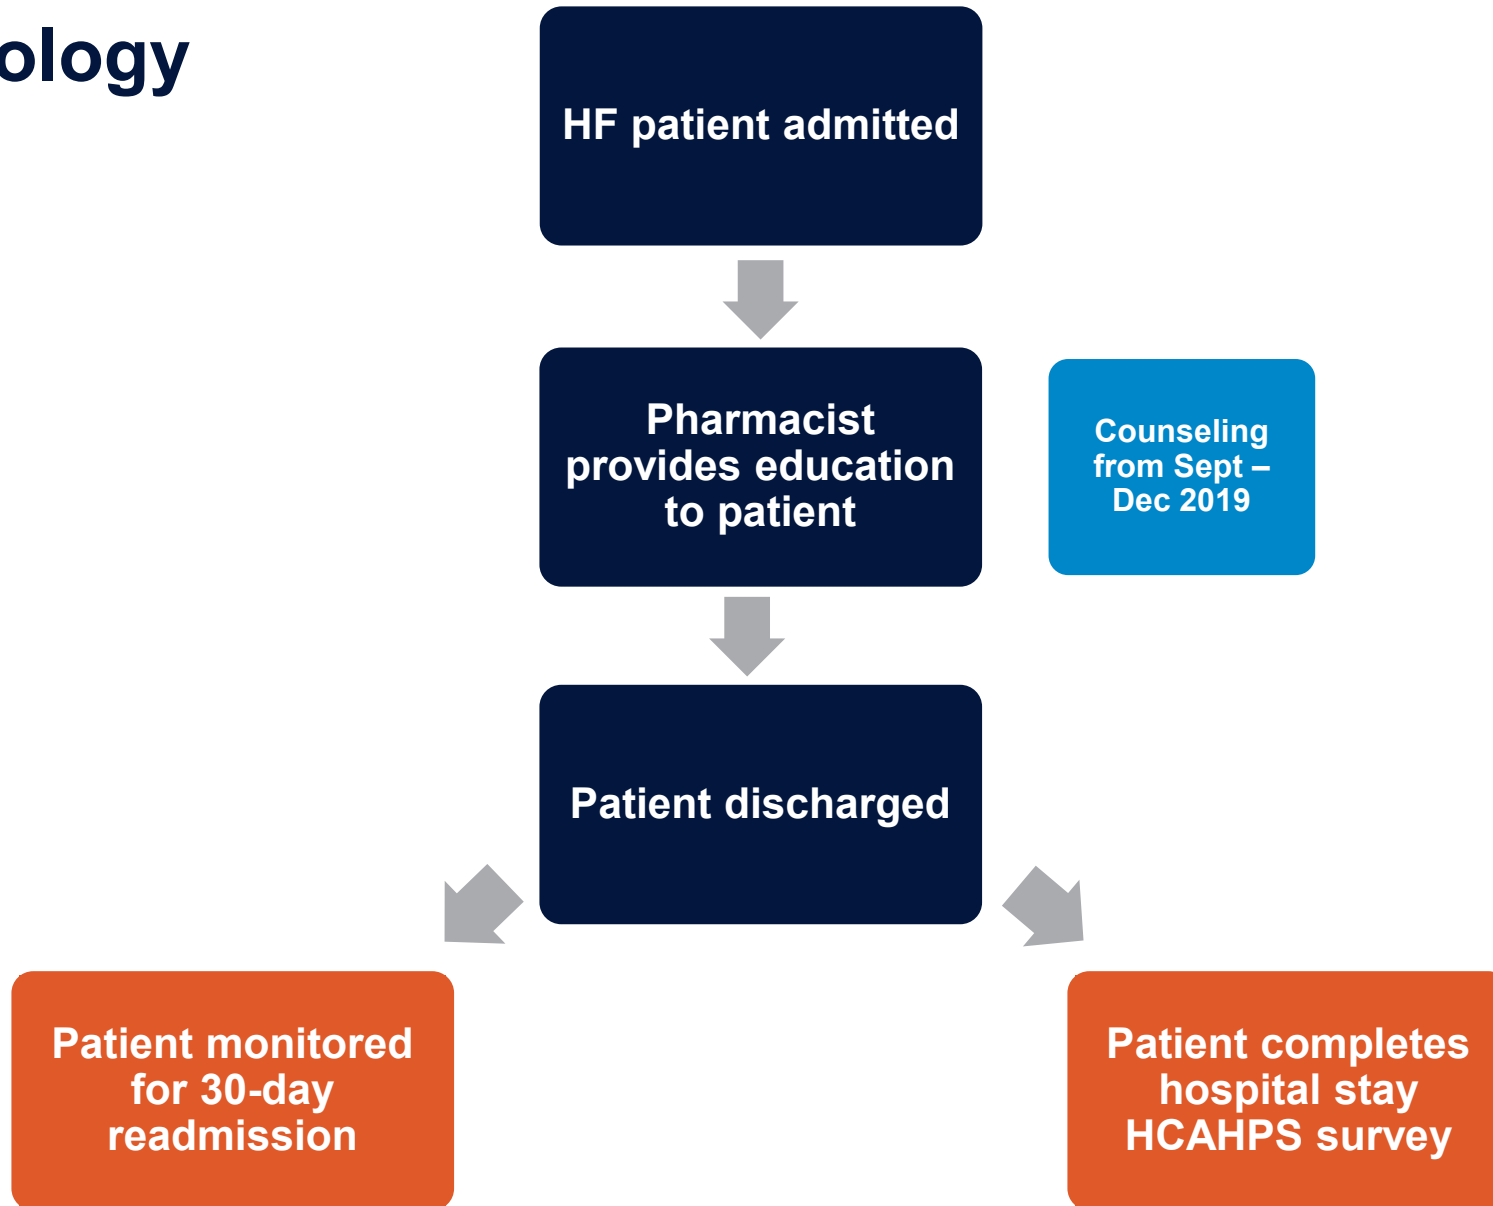 ology
HF patient admitted
Pharmacist
provides education
to patient
Counseling
from Sept –
Dec 2019
Patient discharged
Patient monitored
for 30-day
readmission
Patient completes
hospital stay
HCAHPS survey